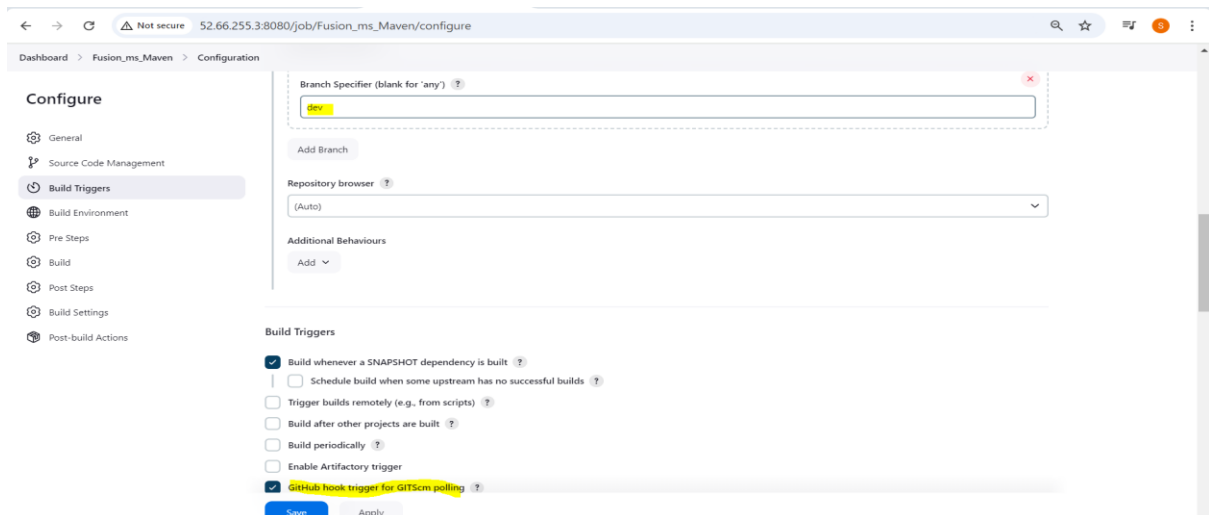 Not secure 52.66.255.3:8080/job/Fusion_ms_Maven/configure S
Dashboard > Fusion_ms_Maven > Configuration
Configure
General
Source Code Management
Build Triggers
Build Environment
Pre Steps
Build
Post Steps
Build Settings
Post-build Actions
Branch Specifier (blank for 'any') ?
dev
Add Branch
Repository browser ?
(Auto)
Additional Behaviours
Add
Build Triggers
Build whenever a SNAPSHOT dependency is built ?
Schedule build when some upstream has no successful builds ?
Trigger builds remotely (e.g., from scripts) ?
Build after other projects are built ?
Build periodically ?
Enable Artifactory trigger
GitHub hook trigger for GITScm polling ?
Save Apply